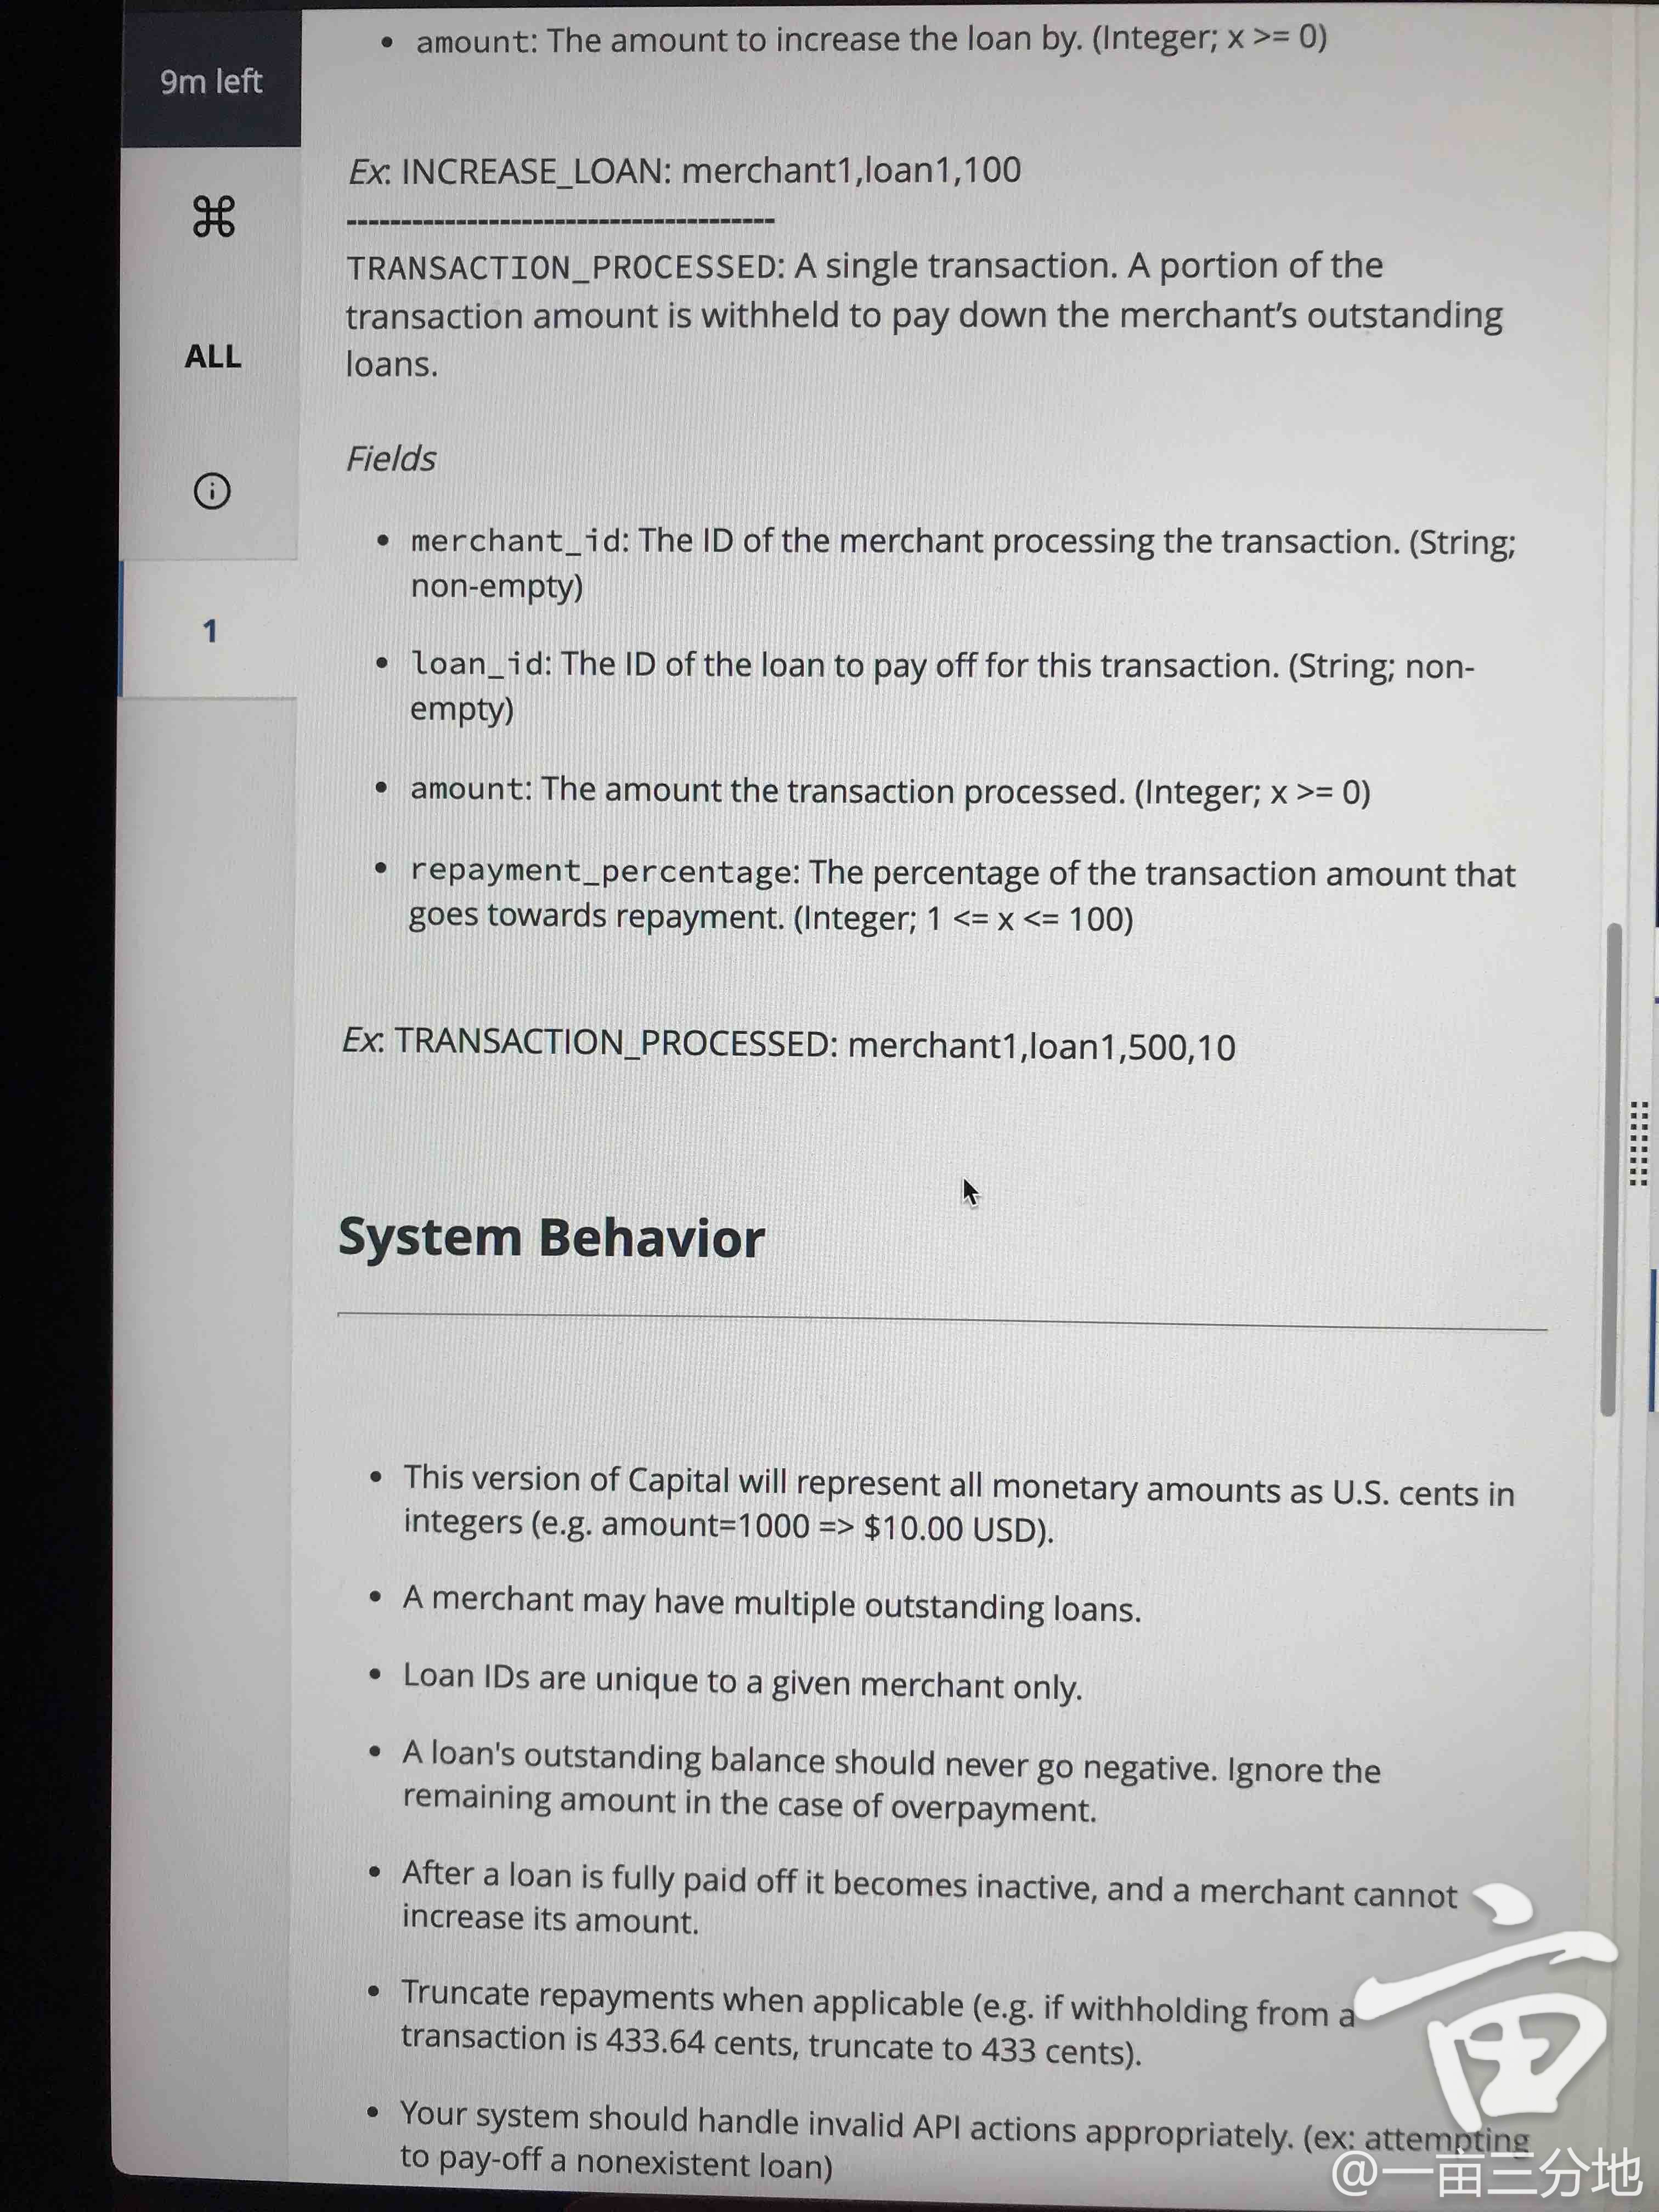 • amount: The amount to increase the loan by. (Integer; x >= 0)
9m left
Ex: INCREASE_LOAN: merchant1,loan1,100
---------------------------------------
TRANSACTION_PROCESSED: A single transaction. A portion of the
transaction amount is withheld to pay down the merchant's outstanding
loans.
ALL
Fields
• merchant_id: The ID of the merchant processing the transaction. (String;
non-empty)
1
• loan_id: The ID of the loan to pay off for this transaction. (String; non-
empty)
• amount: The amount the transaction processed. (Integer; x >= 0)
• repayment_percentage: The percentage of the transaction amount that
goes towards repayment. (Integer; 1 <= x <= 100)
Ex: TRANSACTION_PROCESSED: merchant1,loan1,500,10
System Behavior
• This version of Capital will represent all monetary amounts as U.S. cents in
integers (e.g. amount=1000 => $10.00 USD).
• A merchant may have multiple outstanding loans.
• Loan IDs are unique to a given merchant only.
• A loan's outstanding balance should never go negative. Ignore the
remaining amount in the case of overpayment.
• After a loan is fully paid off it becomes inactive, and a merchant cannot
increase its amount.
• Truncate repayments when applicable (e.g. if withholding from a
transaction is 433.64 cents, truncate to 433 cents).
• Your system should handle invalid API actions appropriately. (ex: attempting
to pay-off a nonexistent loan)
亩
@一亩三分地